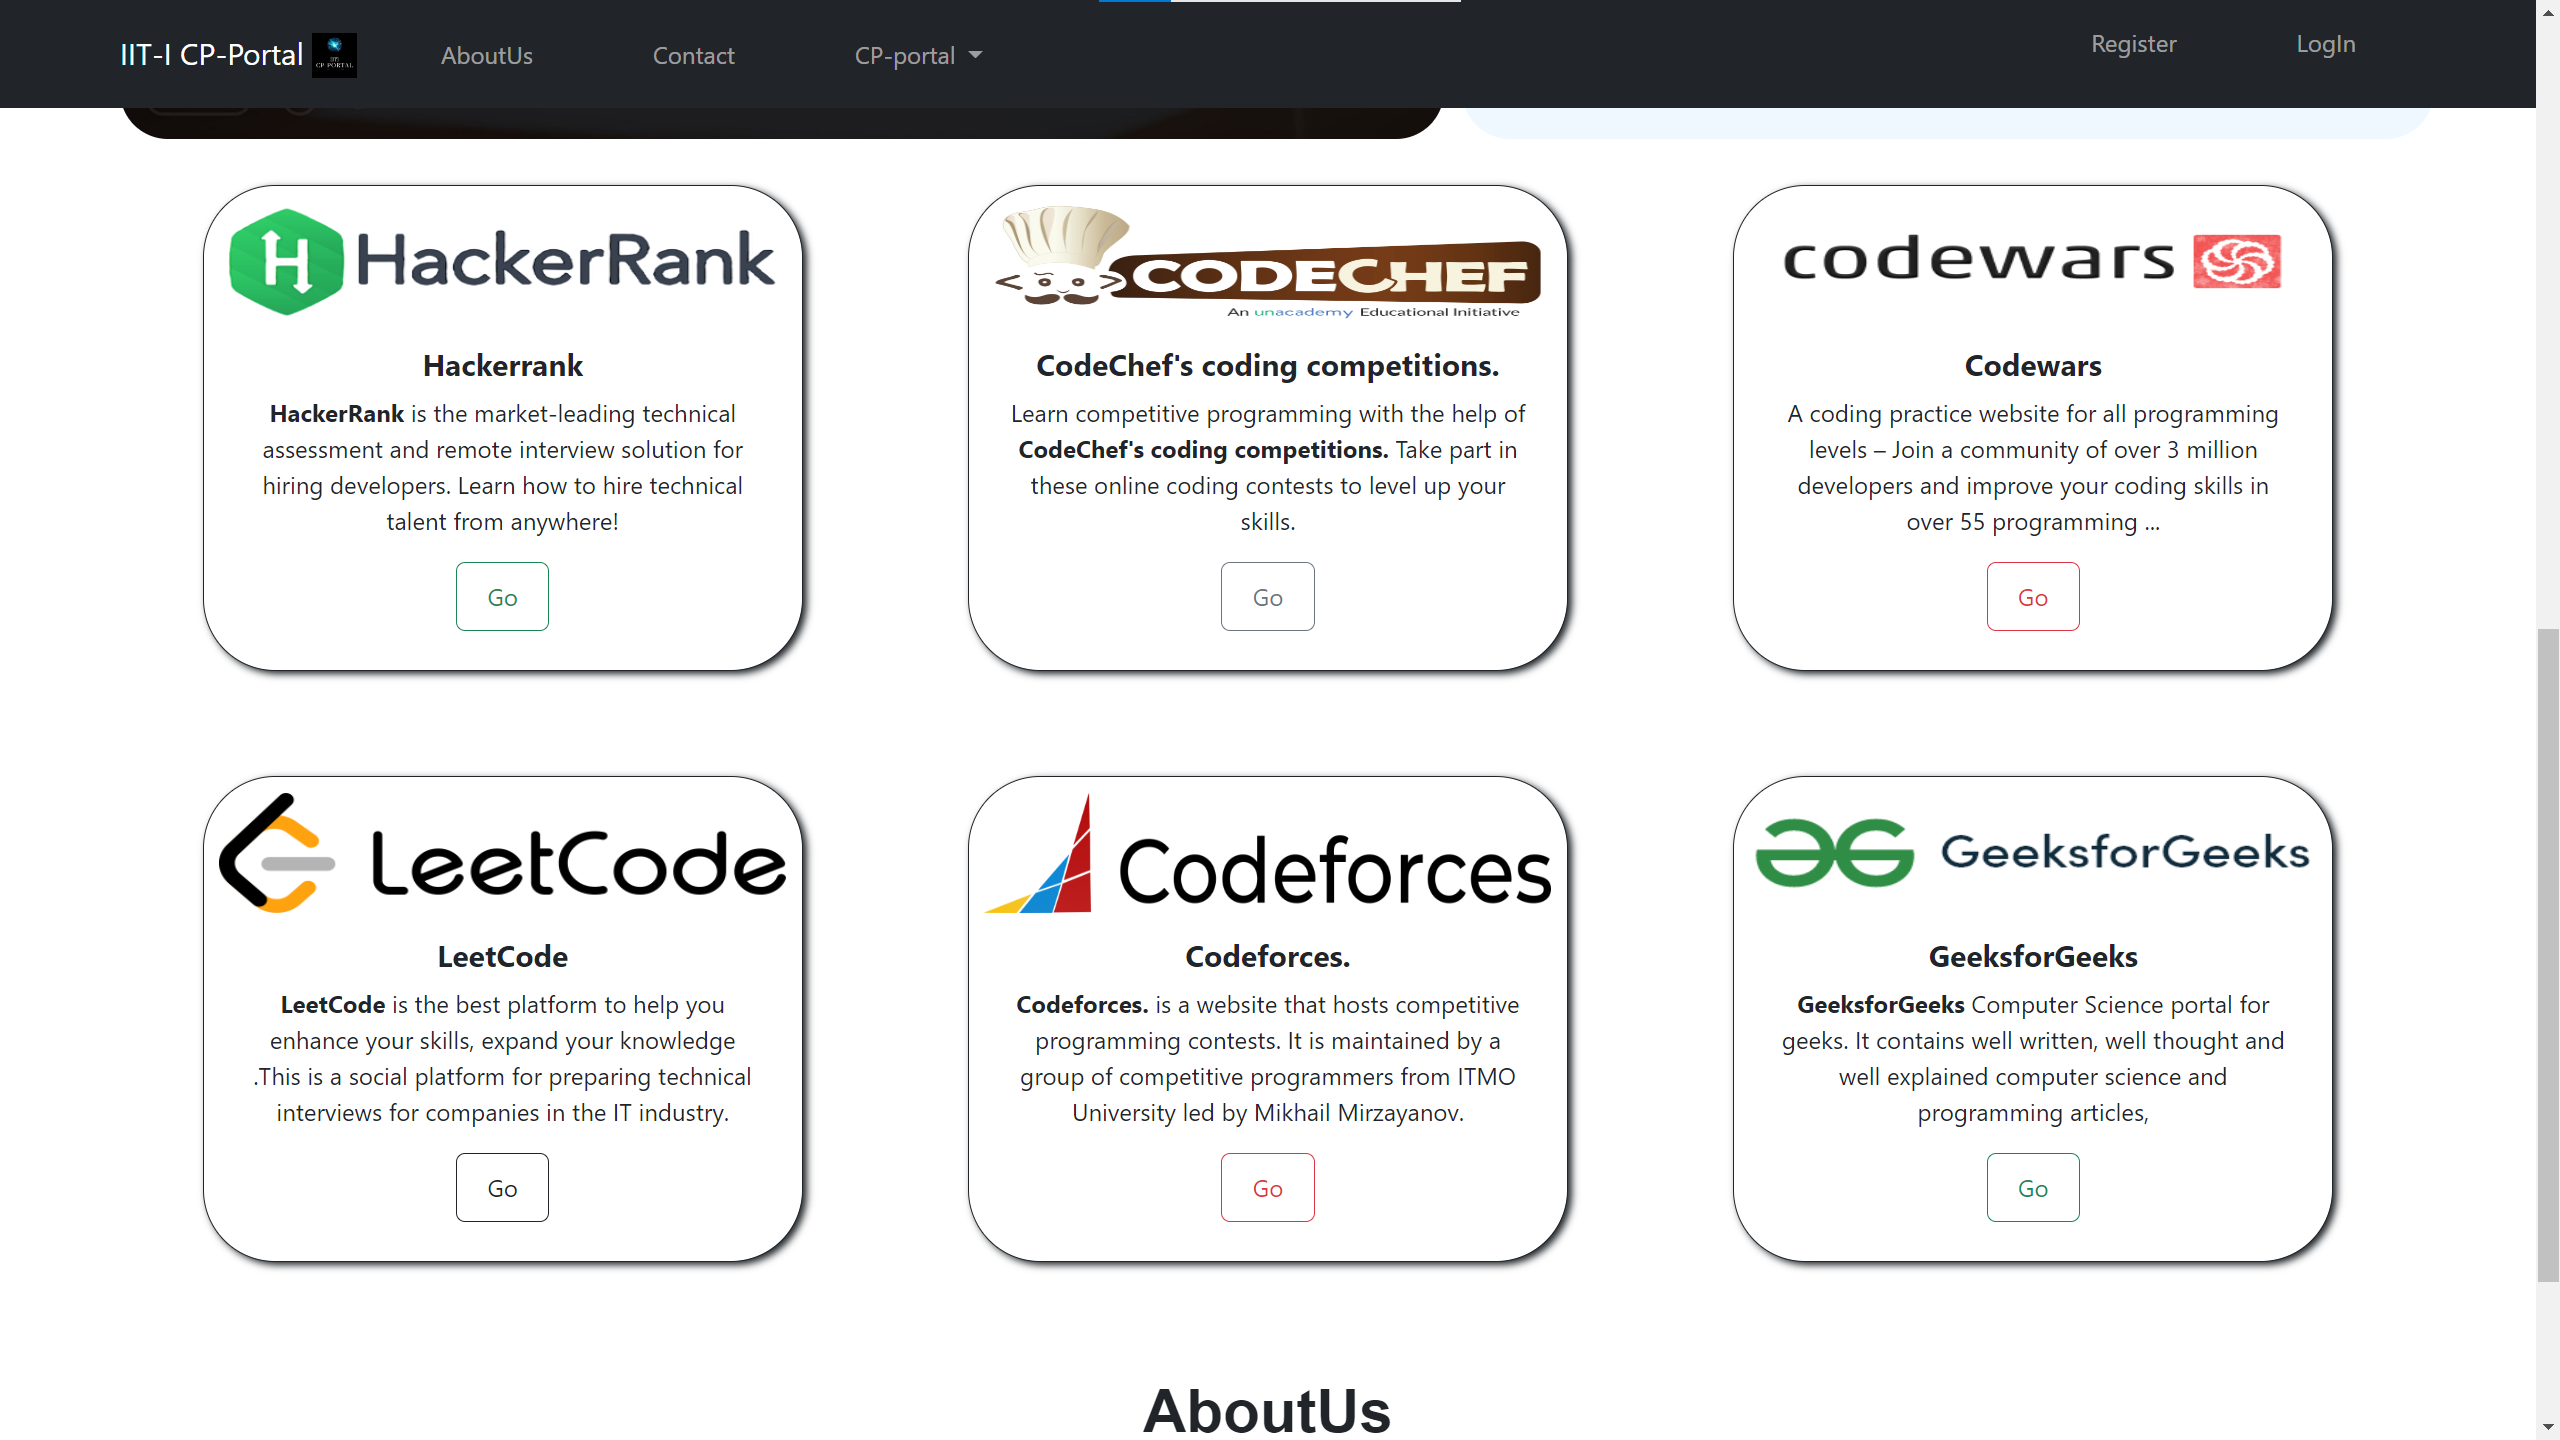 IIT-I CP-Portal
IITI
CP PORTAL
AboutUs
Contact
CP-portal
Register
LogIn
HackerRank
Hackerrank
HackerRank is the market-leading technical
assessment and remote interview solution for
hiring developers. Learn how to hire technical
talent from anywhere!
Go
CODECHEF
An unacademy Educational Initiative
CodeChef's coding competitions.
Learn competitive programming with the help of
CodeChef's coding competitions. Take part in
these online coding contests to level up your
skills.
Go
codewars
Codewars
A coding practice website for all programming
levels – Join a community of over 3 million
developers and improve your coding skills in
over 55 programming ...
Go
LeetCode
LeetCode
LeetCode is the best platform to help you
enhance your skills, expand your knowledge
.This is a social platform for preparing technical
interviews for companies in the IT industry.
Go
Codeforces
Codeforces.
Codeforces. is a website that hosts competitive
programming contests. It is maintained by a
group of competitive programmers from ITMO
University led by Mikhail Mirzayanov.
Go
GeeksforGeeks
GeeksforGeeks
GeeksforGeeks Computer Science portal for
geeks. It contains well written, well thought and
well explained computer science and
programming articles,
Go
AboutUs